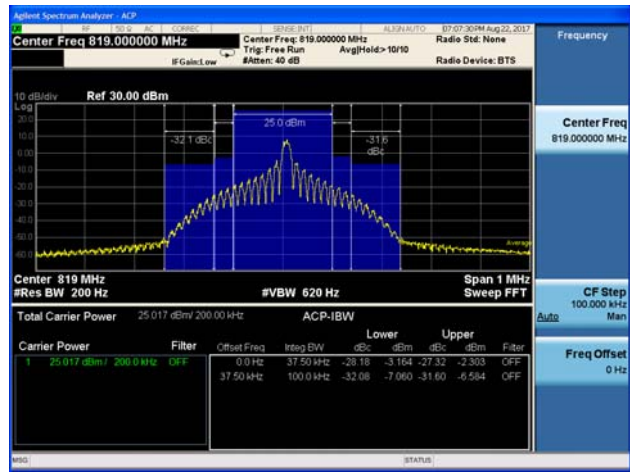 Agilent Spectrum Analyzer - ACP
RF 50 Ω AC CORREC SENSE:INT ALIGN AUTO 07:07:30 PM Aug 22, 2017
Center Freq 819.000000 MHz
Center Freq: 819.000000 MHz
Radio Std: None
Trig: Free Run Avg|Hold:>10/10
IFGain:Low #Atten: 40 dB Radio Device: BTS
Frequency
10 dB/div Ref 30.00 dBm
Log
20.0
25.0 dBm
10.0
-32.1 dBc
-31.6 dBc
0.00
-10.0
-20.0
-30.0
-40.0
-50.0
Average
-60.0
Center 819 MHz Span 1 MHz
#Res BW 200 Hz #VBW 620 Hz Sweep FFT
Total Carrier Power 25.017 dBm/ 200.00 kHz ACP-IBW
Lower Upper
Carrier Power Filter Offset Freq Integ BW dBc dBm dBc dBm Filter
1 25.017 dBm / 200.0 kHz OFF 0.0 Hz 37.50 kHz -28.18 -3.164 -27.32 -2.303 OFF
37.50 kHz 100.0 kHz -32.08 -7.060 -31.60 -6.584 OFF
Center Freq
819.000000 MHz
CF Step
100.000 kHz
Auto Man
Freq Offset
0 Hz
MSG STATUS